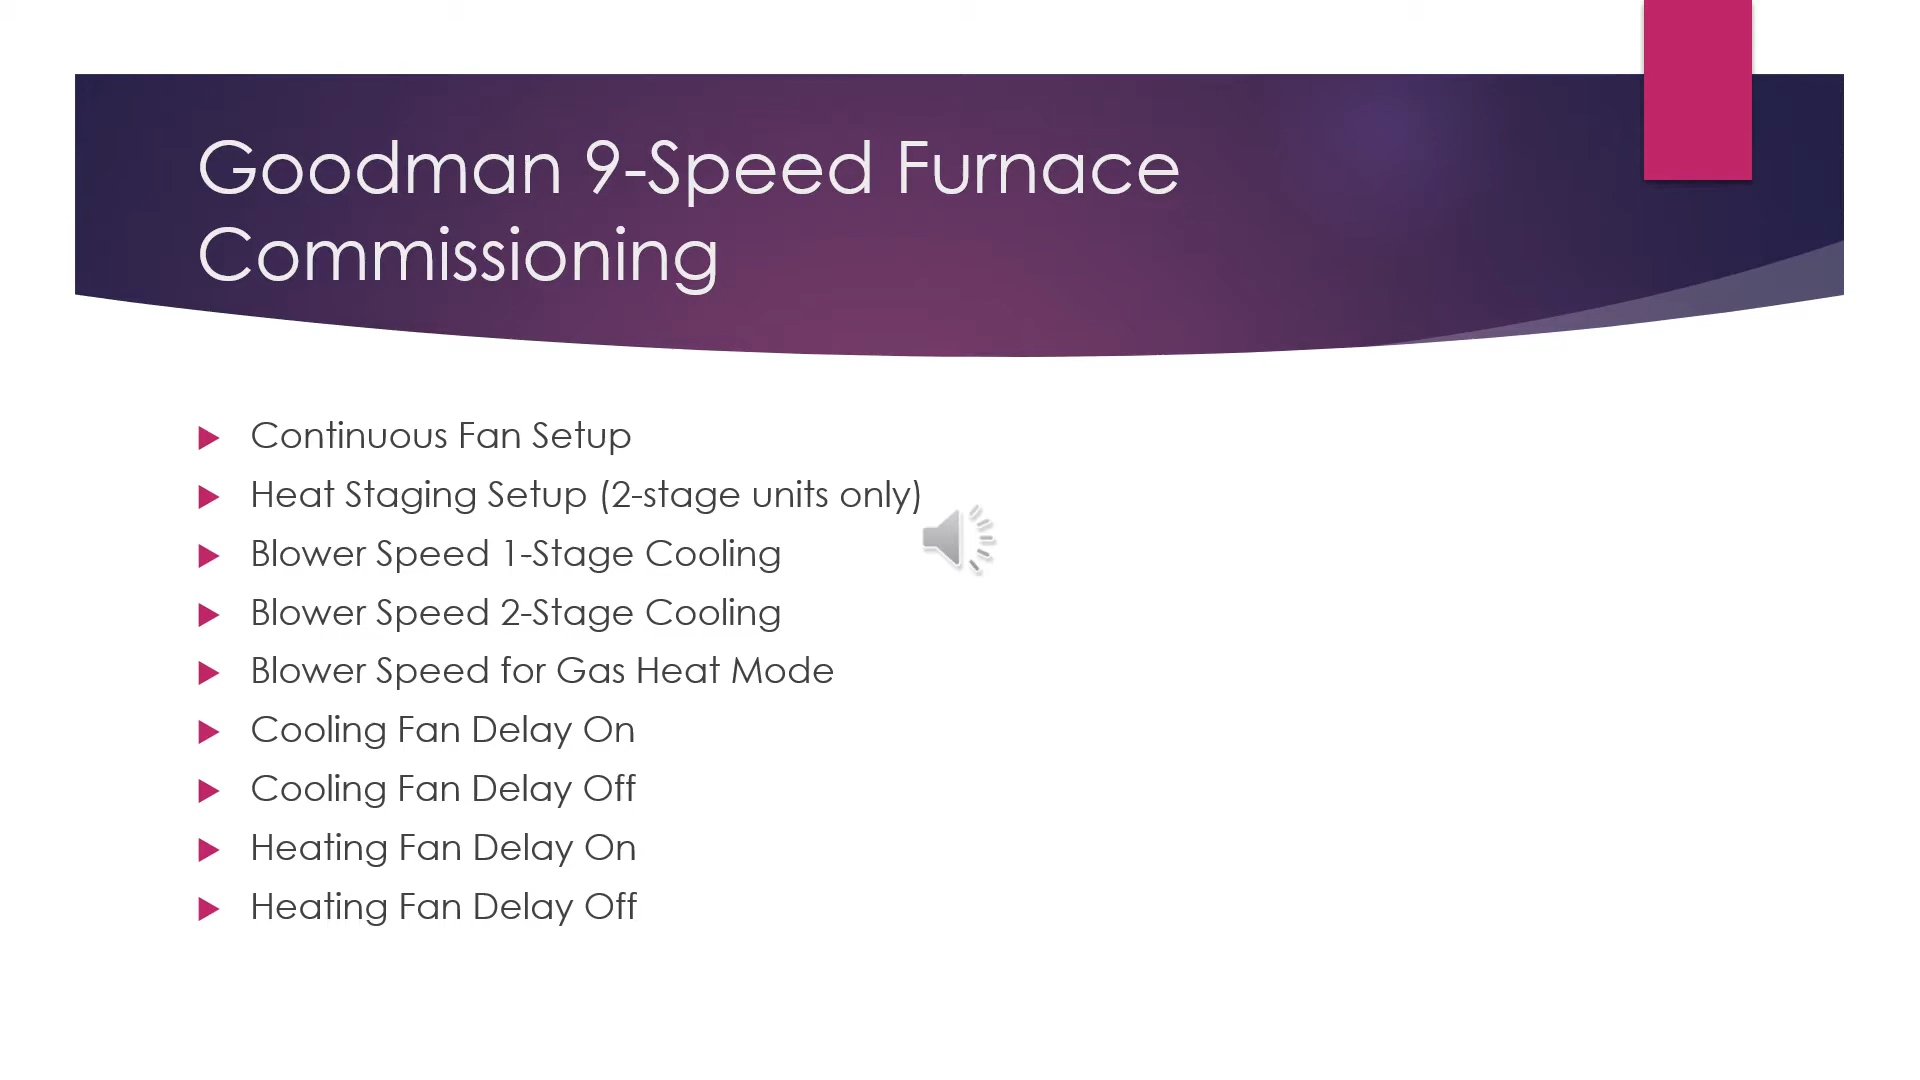 Goodman 9-Speed Furnace
Commissioning
Continuous Fan Setup
Heat Staging Setup (2-stage units only)
Blower Speed 1-Stage Cooling
Blower Speed 2-Stage Cooling
Blower Speed for Gas Heat Mode
Cooling Fan Delay On
Cooling Fan Delay Off
Heating Fan Delay On
Heating Fan Delay Off